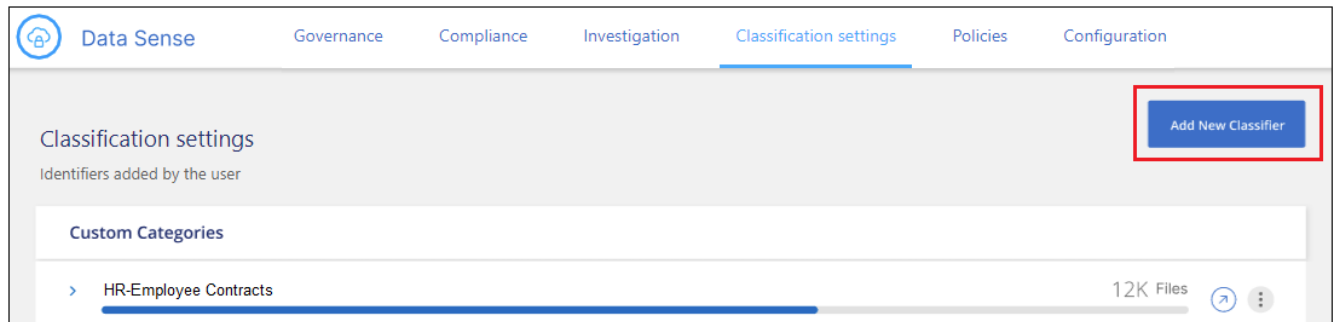 Data Sense Governance Compliance Investigation Classification settings Policies Configuration
Add New Classifier
Classification settings
Identifiers added by the user
Custom Categories
HR-Employee Contracts 12K Files